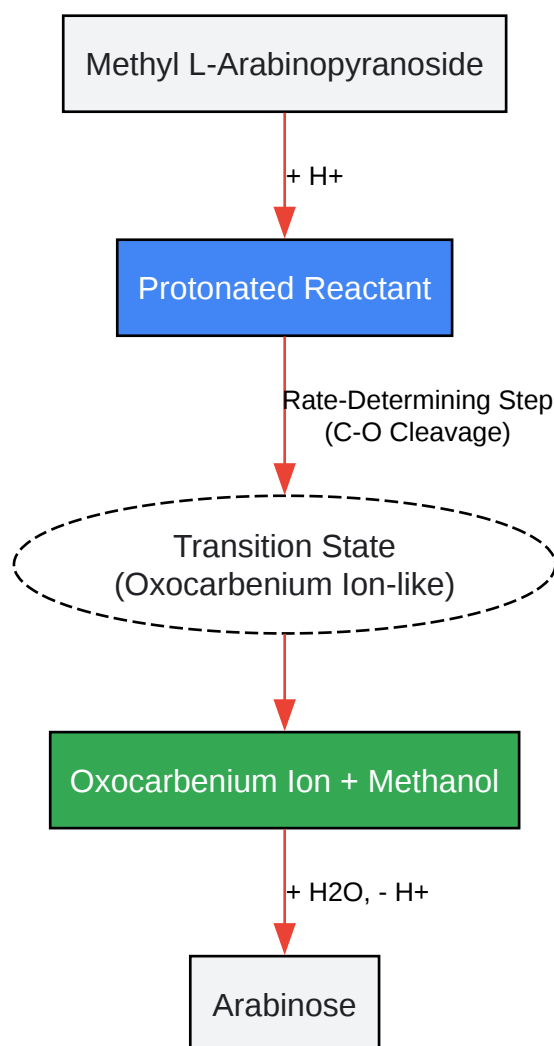 Methyl L-Arabinopyranoside
+ H+
Protonated Reactant
Rate-Determining Step
(C-O Cleavage)
Transition State
(Oxocarbenium Ion-like)
Oxocarbenium Ion + Methanol
+ H2O, - H+
Arabinose